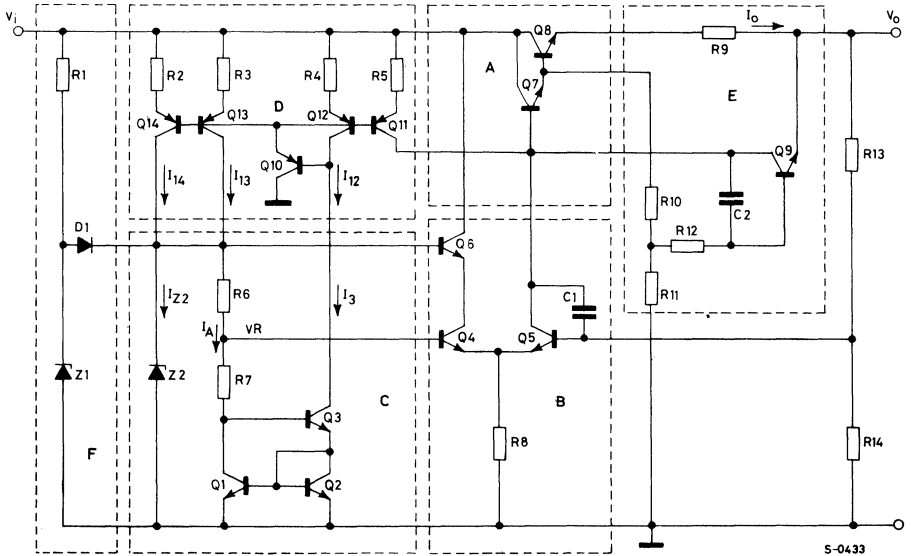 Vi
Vo
Io
R1
R2
R3
R4
R5
Q8
R9
A
E
Q7
Q14
Q13
D
Q12
Q11
Q9
R13
Q10
I14
I13
I12
C2
R10
D1
Q6
R12
R6
R11
IZ2
I3
C1
IA
VR
Q4
Q5
Z1
Z2
R7
C
B
Q3
F
R8
R14
Q1
Q2
S-0433